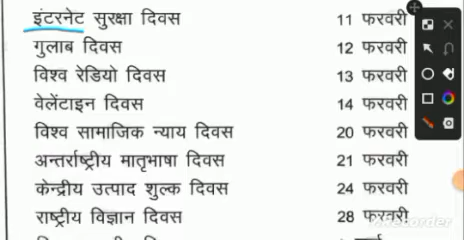 इंटरनेट सुरक्षा दिवस 11 फरवरी
गुलाब दिवस 12 फरवरी
विश्व रेडियो दिवस 13 फरवरी
वेलेंटाइन दिवस 14 फरवरी
विश्व सामाजिक न्याय दिवस 20 फरवरी
अन्तर्राष्ट्रीय मातृभाषा दिवस 21 फरवरी
केन्द्रीय उत्पाद शुल्क दिवस 24 फरवरी
राष्ट्रीय विज्ञान दिवस 28 फरवरी